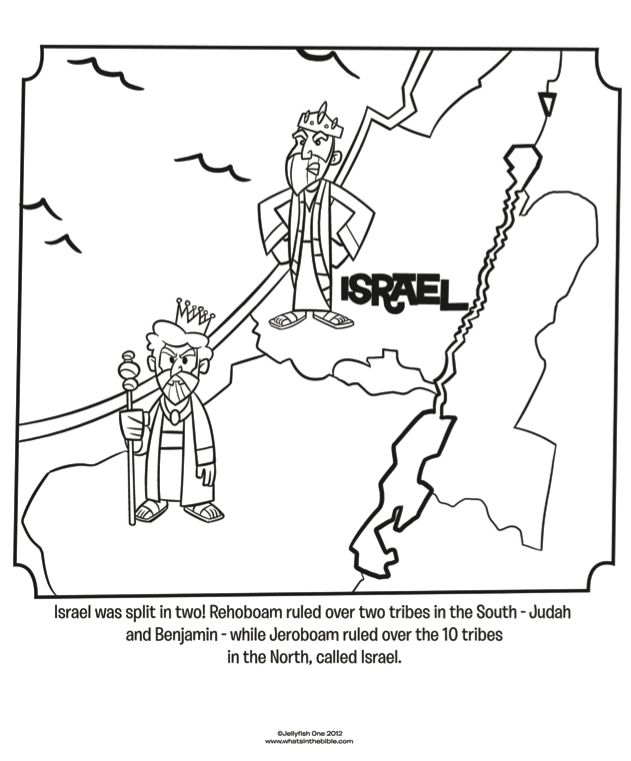 ISRAEL
Israel was split in two! Rehoboam ruled over two tribes in the South - Judah
and Benjamin - while Jeroboam ruled over the 10 tribes
in the North, called Israel.
©Jellyfish One 2012
www.whatsinthebible.com